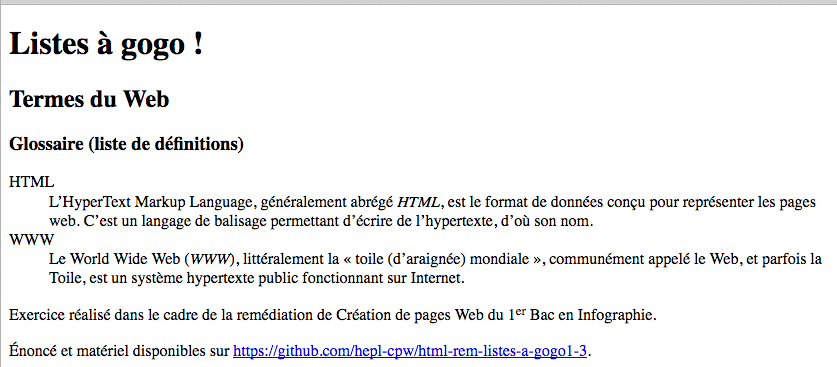 Listes à gogo !
Termes du Web
Glossaire (liste de définitions)
HTML
L’HyperText Markup Language, généralement abrégé HTML, est le format de données conçu pour représenter les pages
web. C’est un langage de balisage permettant d’écrire de l’hypertexte, d’où son nom.
WWW
Le World Wide Web (WWW), littéralement la « toile (d’araignée) mondiale », communément appelé le Web, et parfois la
Toile, est un système hypertexte public fonctionnant sur Internet.
Exercice réalisé dans le cadre de la remédiation de Création de pages Web du 1er Bac en Infographie.
Énoncé et matériel disponibles sur https://github.com/hepl-cpw/html-rem-listes-a-gogo1-3.